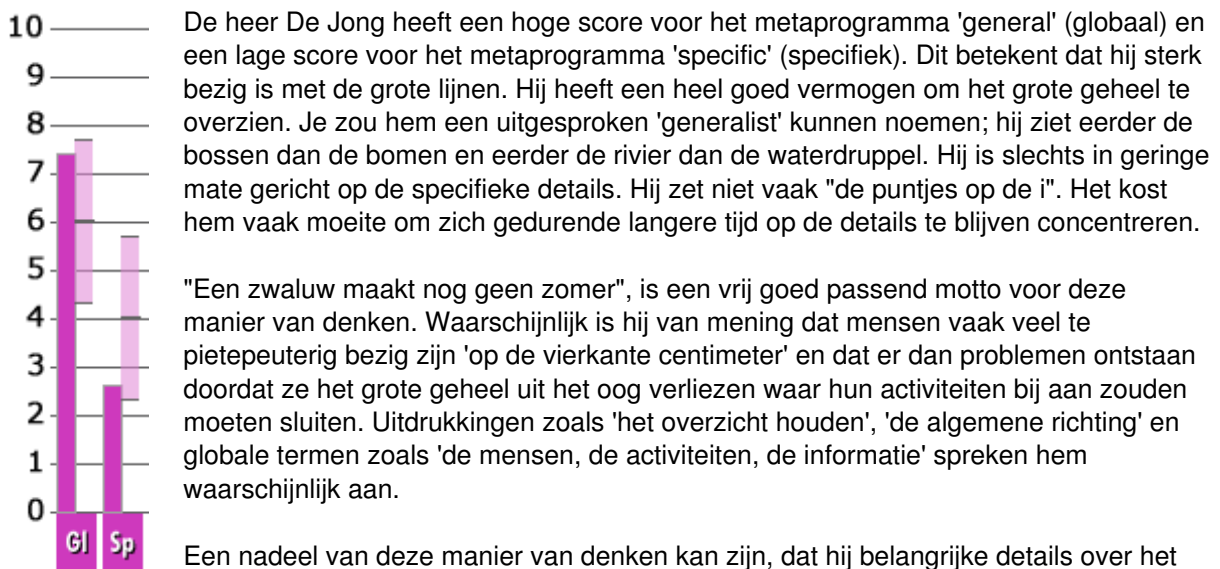 10
9
8
7
6
5
4
3
2
1
0
Gl Sp
De heer De Jong heeft een hoge score voor het metaprogramma 'general' (globaal) en
een lage score voor het metaprogramma 'specific' (specifiek). Dit betekent dat hij sterk
bezig is met de grote lijnen. Hij heeft een heel goed vermogen om het grote geheel te
overzien. Je zou hem een uitgesproken 'generalist' kunnen noemen; hij ziet eerder de
bossen dan de bomen en eerder de rivier dan de waterdruppel. Hij is slechts in geringe
mate gericht op de specifieke details. Hij zet niet vaak "de puntjes op de i". Het kost
hem vaak moeite om zich gedurende langere tijd op de details te blijven concentreren.
"Een zwaluw maakt nog geen zomer", is een vrij goed passend motto voor deze
manier van denken. Waarschijnlijk is hij van mening dat mensen vaak veel te
pietepeuterig bezig zijn 'op de vierkante centimeter' en dat er dan problemen ontstaan
doordat ze het grote geheel uit het oog verliezen waar hun activiteiten bij aan zouden
moeten sluiten. Uitdrukkingen zoals 'het overzicht houden', 'de algemene richting' en
globale termen zoals 'de mensen, de activiteiten, de informatie' spreken hem
waarschijnlijk aan.
Een nadeel van deze manier van denken kan zijn, dat hij belangrijke details over het